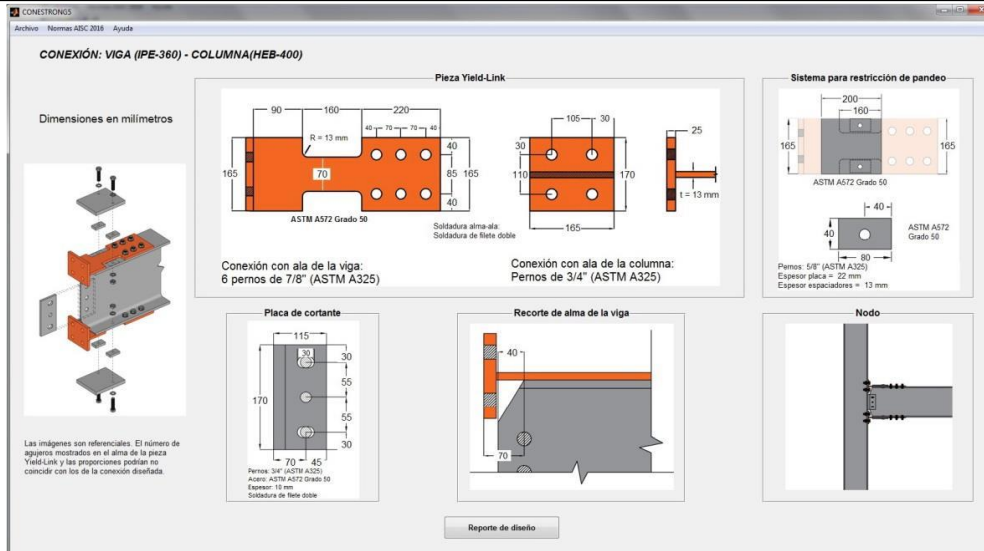 CONESTRONGS
Archivo Normas AISC 2016 Ayuda
CONEXIÓN: VIGA (IPE-360) - COLUMNA(HEB-400)
Dimensiones en milímetros
Las imágenes son referenciales. El número de
agujeros mostrados en el alma de la pieza
Yield-Link y las proporciones podrían no
coincidir con los de la conexión diseñada.
Pieza Yield-Link
90 160 220
40 70 70 40
R = 13 mm
165
70
40
85
40
165
ASTM A572 Grado 50
105 30
30
110
170
165
25
t = 13 mm
Soldadura alma-ala:
Soldadura de filete doble
Conexión con ala de la viga:
6 pernos de 7/8" (ASTM A325)
Conexión con ala de la columna:
Pernos de 3/4" (ASTM A325)
Sistema para restricción de pandeo
200
160
165
165
ASTM A572 Grado 50
40
40
80
ASTM A572
Grado 50
Pernos: 5/8" (ASTM A325)
Espesor placa = 22 mm
Espesor espaciadores = 13 mm
Placa de cortante
115
30
30
55
55
30
170
70 45
Pernos: 3/4" (ASTM A325)
Acero: ASTM A572 Grado 50
Espesor: 10 mm
Soldadura de filete doble
Recorte de alma de la viga
40
70
Nodo
Reporte de diseño